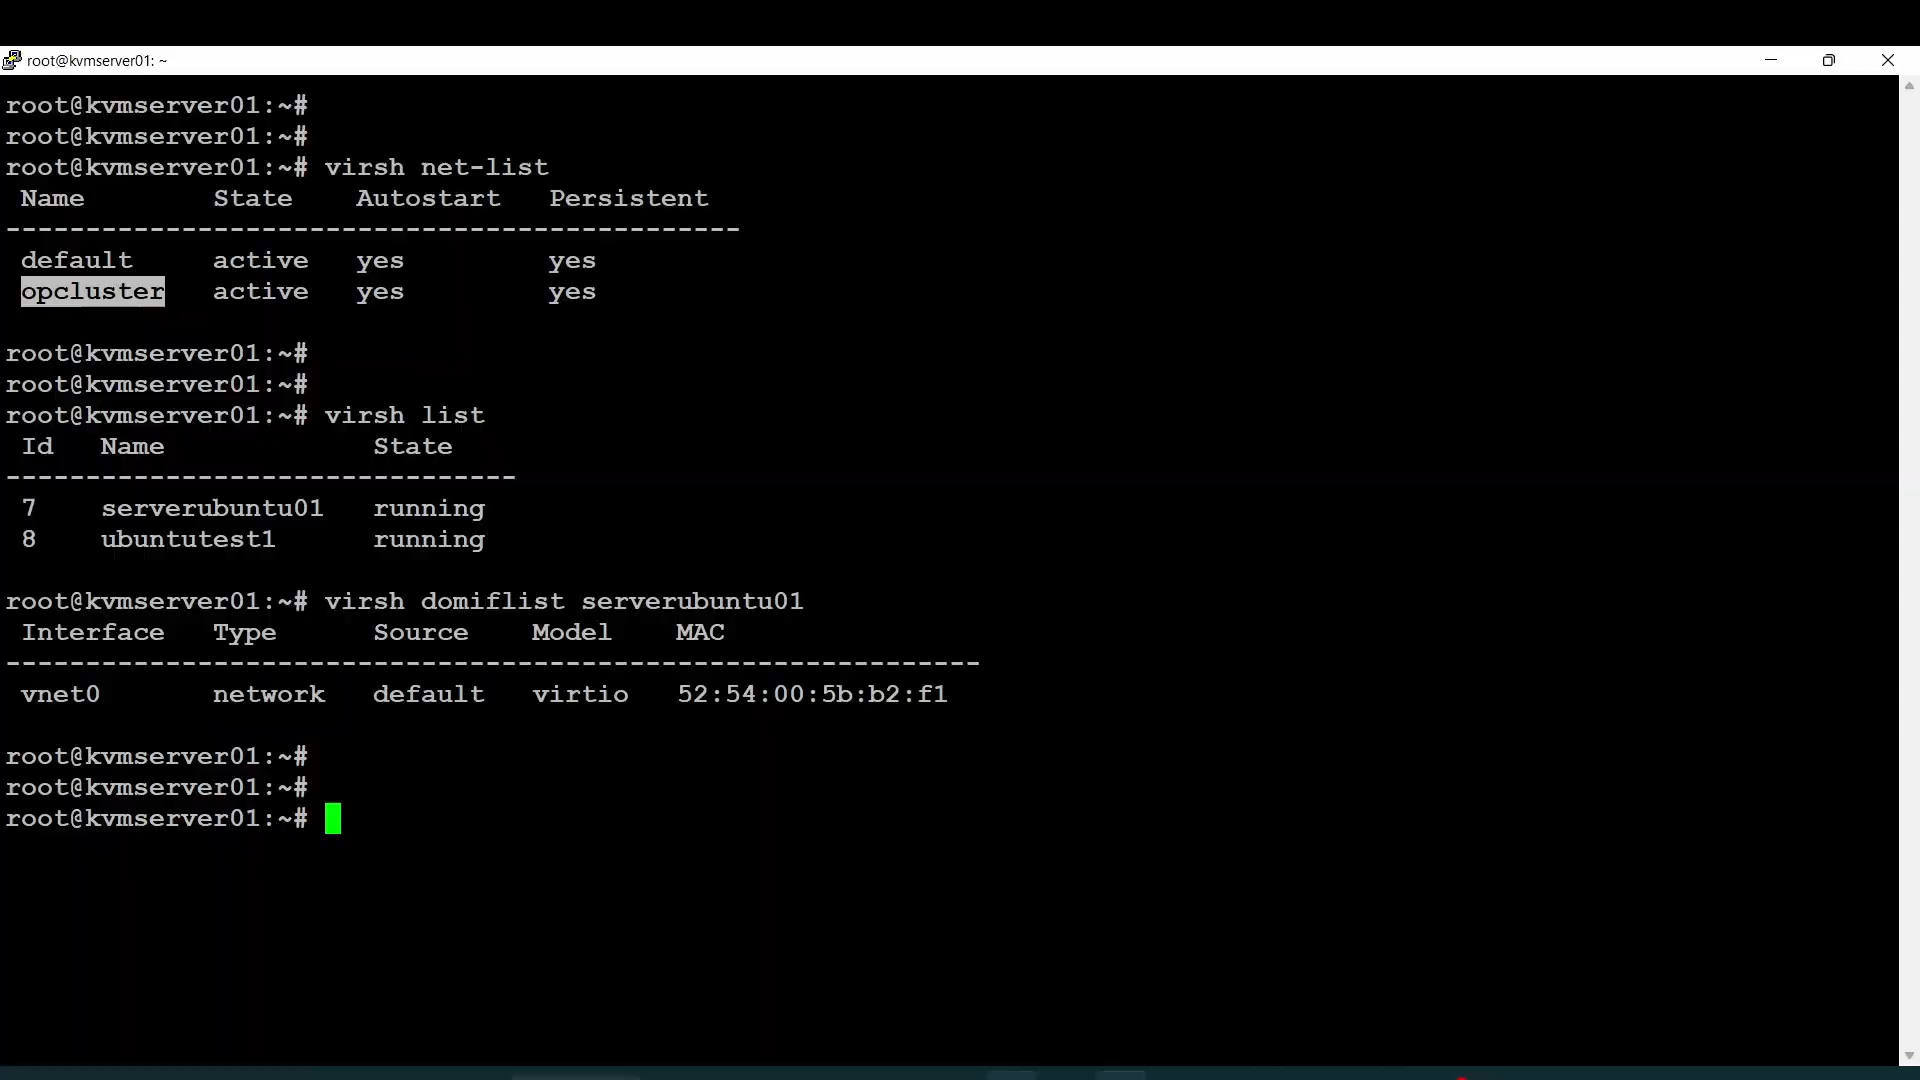 root@kvmserver01: ~
root@kvmserver01:~#
root@kvmserver01:~#
root@kvmserver01:~# virsh net-list
Name State Autostart Persistent
----------------------------------------------
default active yes yes
opcluster active yes yes
root@kvmserver01:~#
root@kvmserver01:~#
root@kvmserver01:~# virsh list
Id Name State
--------------------------------
7 serverubuntu01 running
8 ubuntutest1 running
root@kvmserver01:~# virsh domiflist serverubuntu01
Interface Type Source Model MAC
-------------------------------------------------------------
vnet0 network default virtio 52:54:00:5b:b2:f1
root@kvmserver01:~#
root@kvmserver01:~#
root@kvmserver01:~#